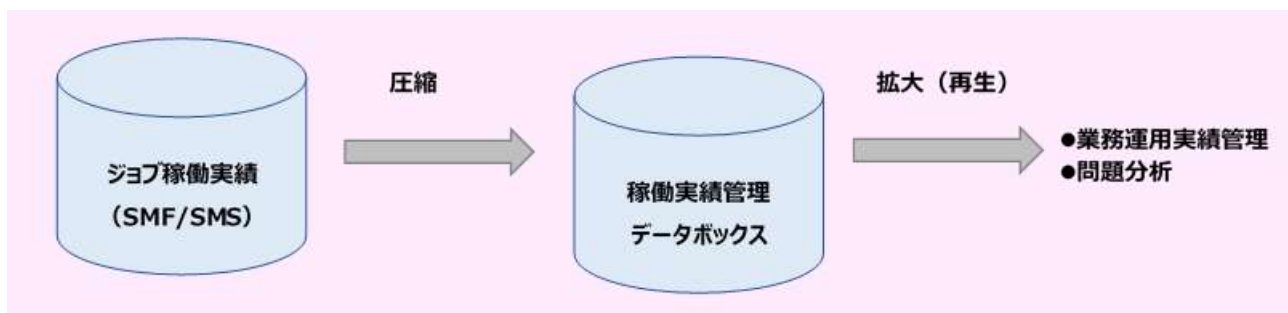 ジョブ稼働実績
（SMF/SMS）
圧縮
稼働実績管理
データボックス
拡大（再生）
●業務運用実績管理
●問題分析